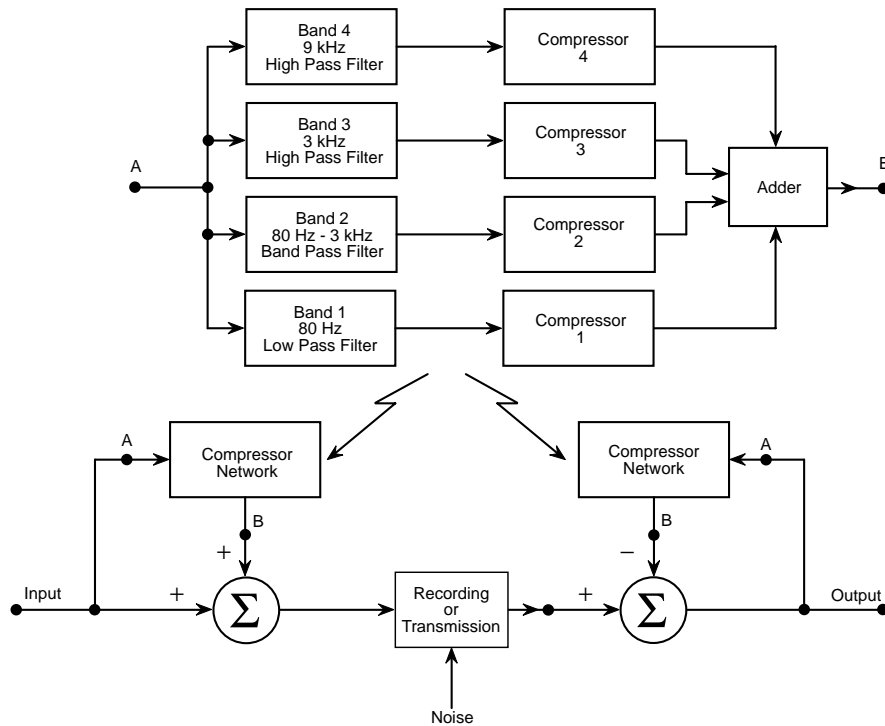 Band 4
9 kHz
High Pass Filter
Compressor
4
Band 3
3 kHz
High Pass Filter
Compressor
3
A
Adder
B
Band 2
80 Hz - 3 kHz
Band Pass Filter
Compressor
2
Band 1
80 Hz
Low Pass Filter
Compressor
1
A
Compressor
Network
Compressor
Network
A
B
B
+
−
Input
+
Σ
Recording
or
Transmission
+
Σ
Output
Noise